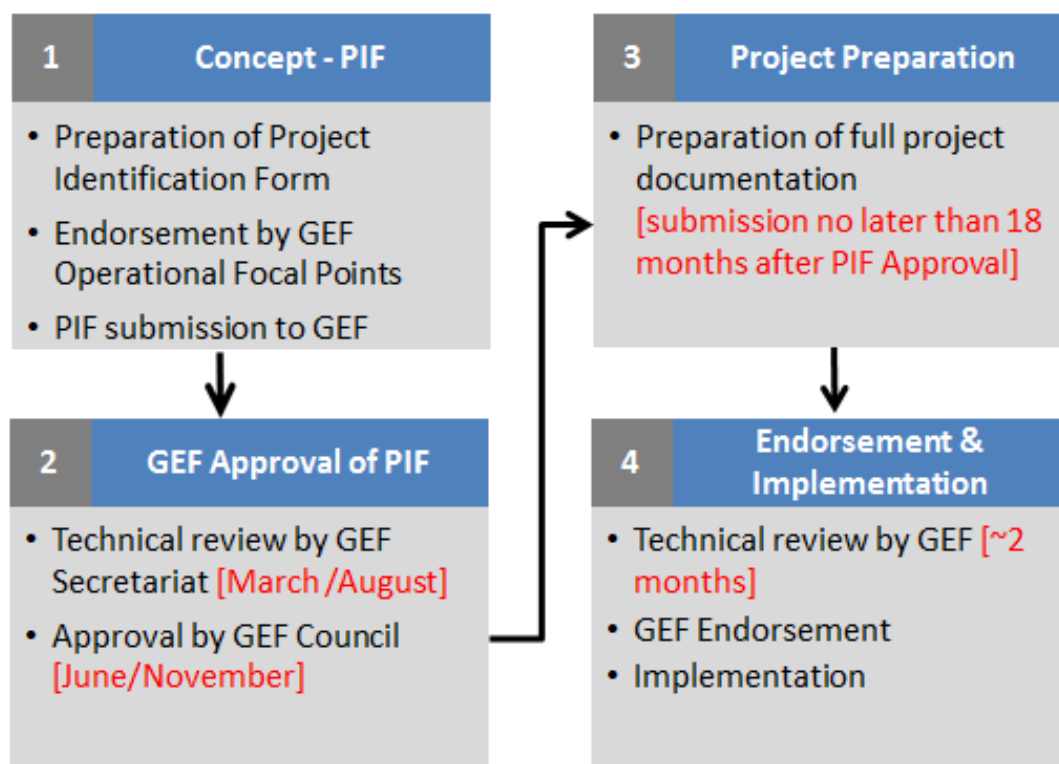 1 Concept - PIF
• Preparation of Project
Identification Form
• Endorsement by GEF
Operational Focal Points
• PIF submission to GEF
2 GEF Approval of PIF
• Technical review by GEF
Secretariat [March/August]
• Approval by GEF Council
[June/November]
3 Project Preparation
• Preparation of full project
documentation
[submission no later than 18
months after PIF Approval]
4 Endorsement &
Implementation
• Technical review by GEF [~2
months]
• GEF Endorsement
• Implementation